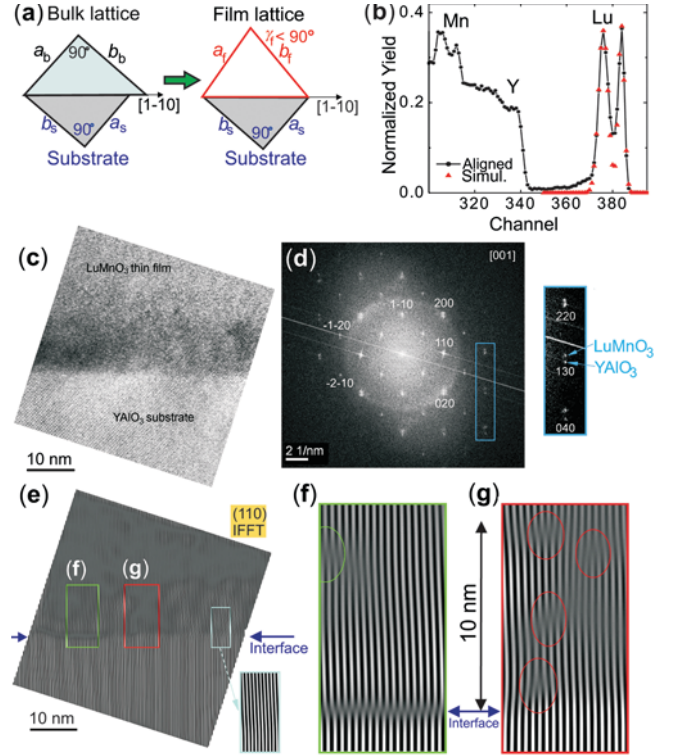 (a) Bulk lattice
Film lattice
a_b
90°
b_b
a_f
γ_f< 90°
b_f
[1-10]
[1-10]
b_s
90°
a_s
b_s
90°
a_s
Substrate
Substrate
(b)
Normalized Yield
0.4
0.2
0.0
Mn
Y
Lu
Aligned
Simul.
320
340
360
380
Channel
(c)
LuMnO₃ thin film
YAlO₃ substrate
10 nm
(d)
[001]
1-10
200
-1-20
110
-2-10
020
2 1/nm
220
LuMnO₃
YAlO₃
130
040
(e)
(110)
IFFT
(f)
(g)
Interface
10 nm
(f)
(g)
10 nm
Interface